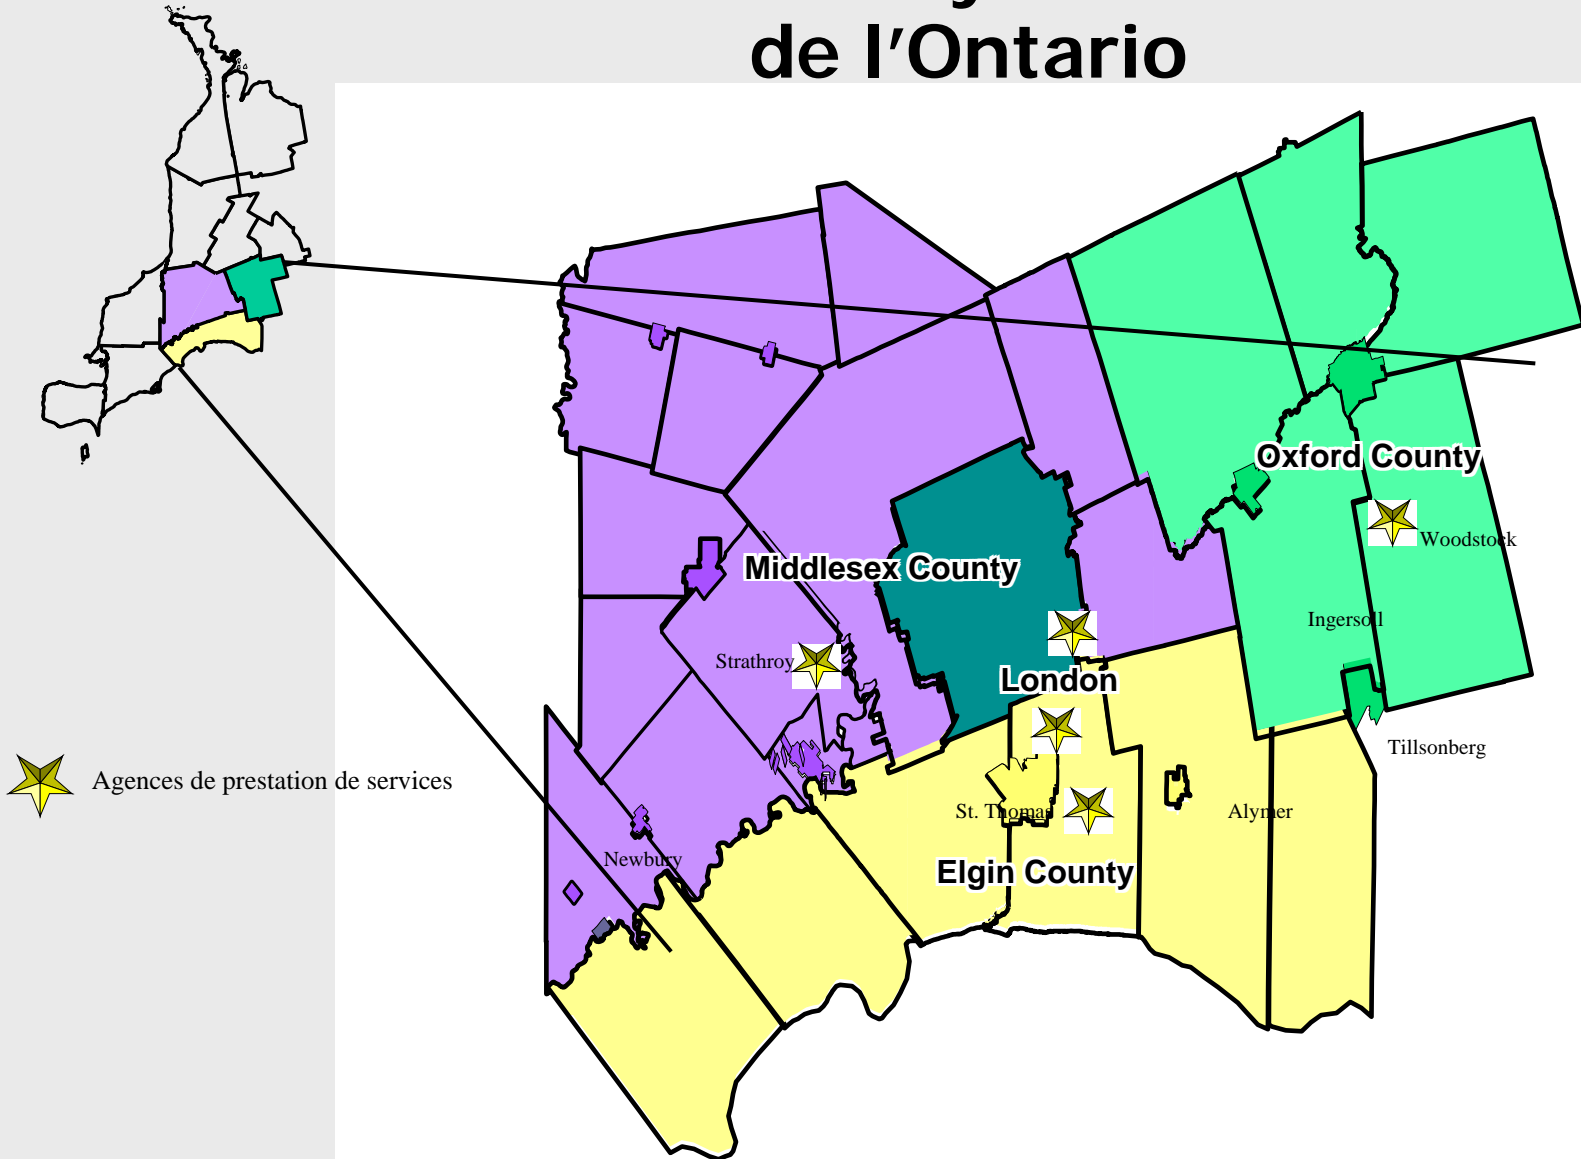 de l'Ontario
Oxford County
Woodstock
Middlesex County
Ingersoll
Strathroy
London
Tillsonberg
Agences de prestation de services
St. Thomas
Alymer
Newbury
Elgin County